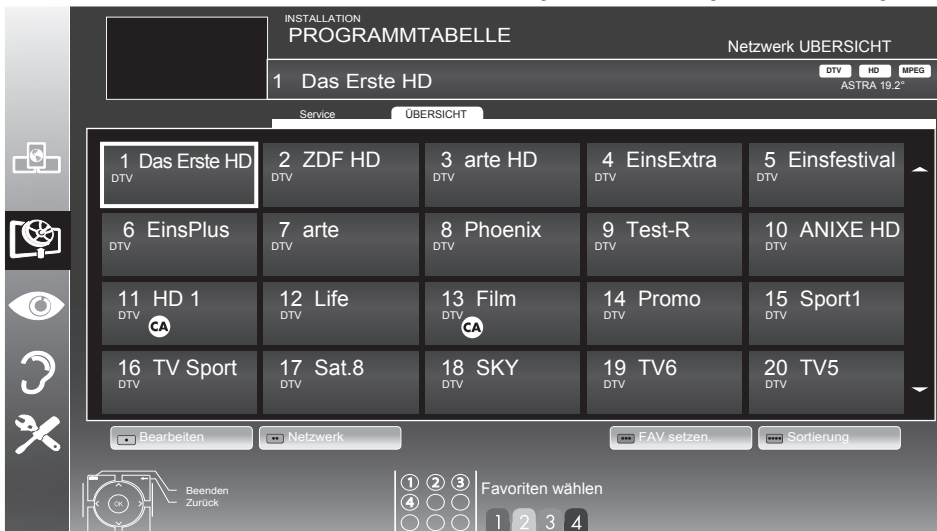 INSTALLATION
PROGRAMMTABELLE
Netzwerk UBERSICHT
1 Das Erste HD
DTV HD MPEG
ASTRA 19.2°
Service ÜBERSICHT
1 Das Erste HD 2 ZDF HD 3 arte HD 4 EinsExtra 5 Einsfestival
DTV DTV DTV DTV DTV
6 EinsPlus 7 arte 8 Phoenix 9 Test-R 10 ANIXE HD
DTV DTV DTV DTV DTV
11 HD 1 12 Life 13 Film 14 Promo 15 Sport1
DTV DTV DTV DTV DTV
CA CA
16 TV Sport 17 Sat.8 18 SKY 19 TV6 20 TV5
DTV DTV DTV DTV DTV
Bearbeiten Netzwerk FAV setzen. Sortierung
OK
Beenden
Zurück
1 2 3
4
Favoriten wählen
1 2 3 4